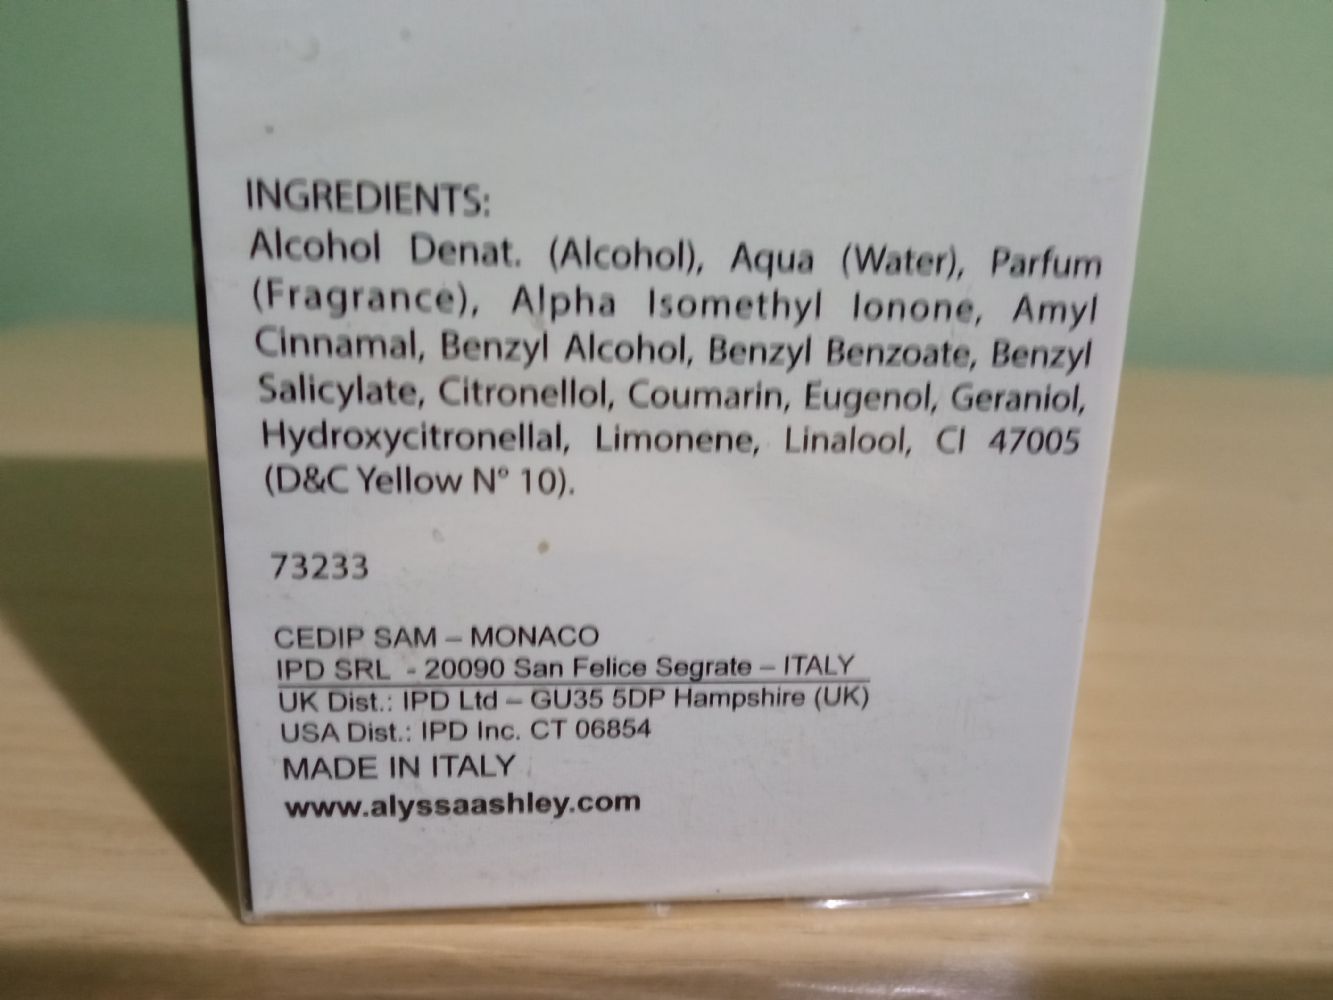 INGREDIENTS:
Alcohol Denat. (Alcohol), Aqua (Water), Parfum
(Fragrance), Alpha Isomethyl Ionone, Amyl
Cinnamal, Benzyl Alcohol, Benzyl Benzoate, Benzyl
Salicylate, Citronellol, Coumarin, Eugenol, Geraniol,
Hydroxycitronellal, Limonene, Linalool, CI 47005
(D&C Yellow N° 10).
73233
CEDIP SAM – MONACO
IPD SRL - 20090 San Felice Segrate – ITALY
UK Dist.: IPD Ltd – GU35 5DP Hampshire (UK)
USA Dist.: IPD Inc. CT 06854
MADE IN ITALY
www.alyssaashley.com